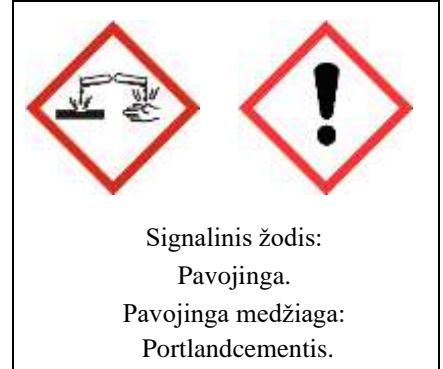 Signalinis žodis:
Pavojinga.
Pavojinga medžiaga:
Portlandcementis.